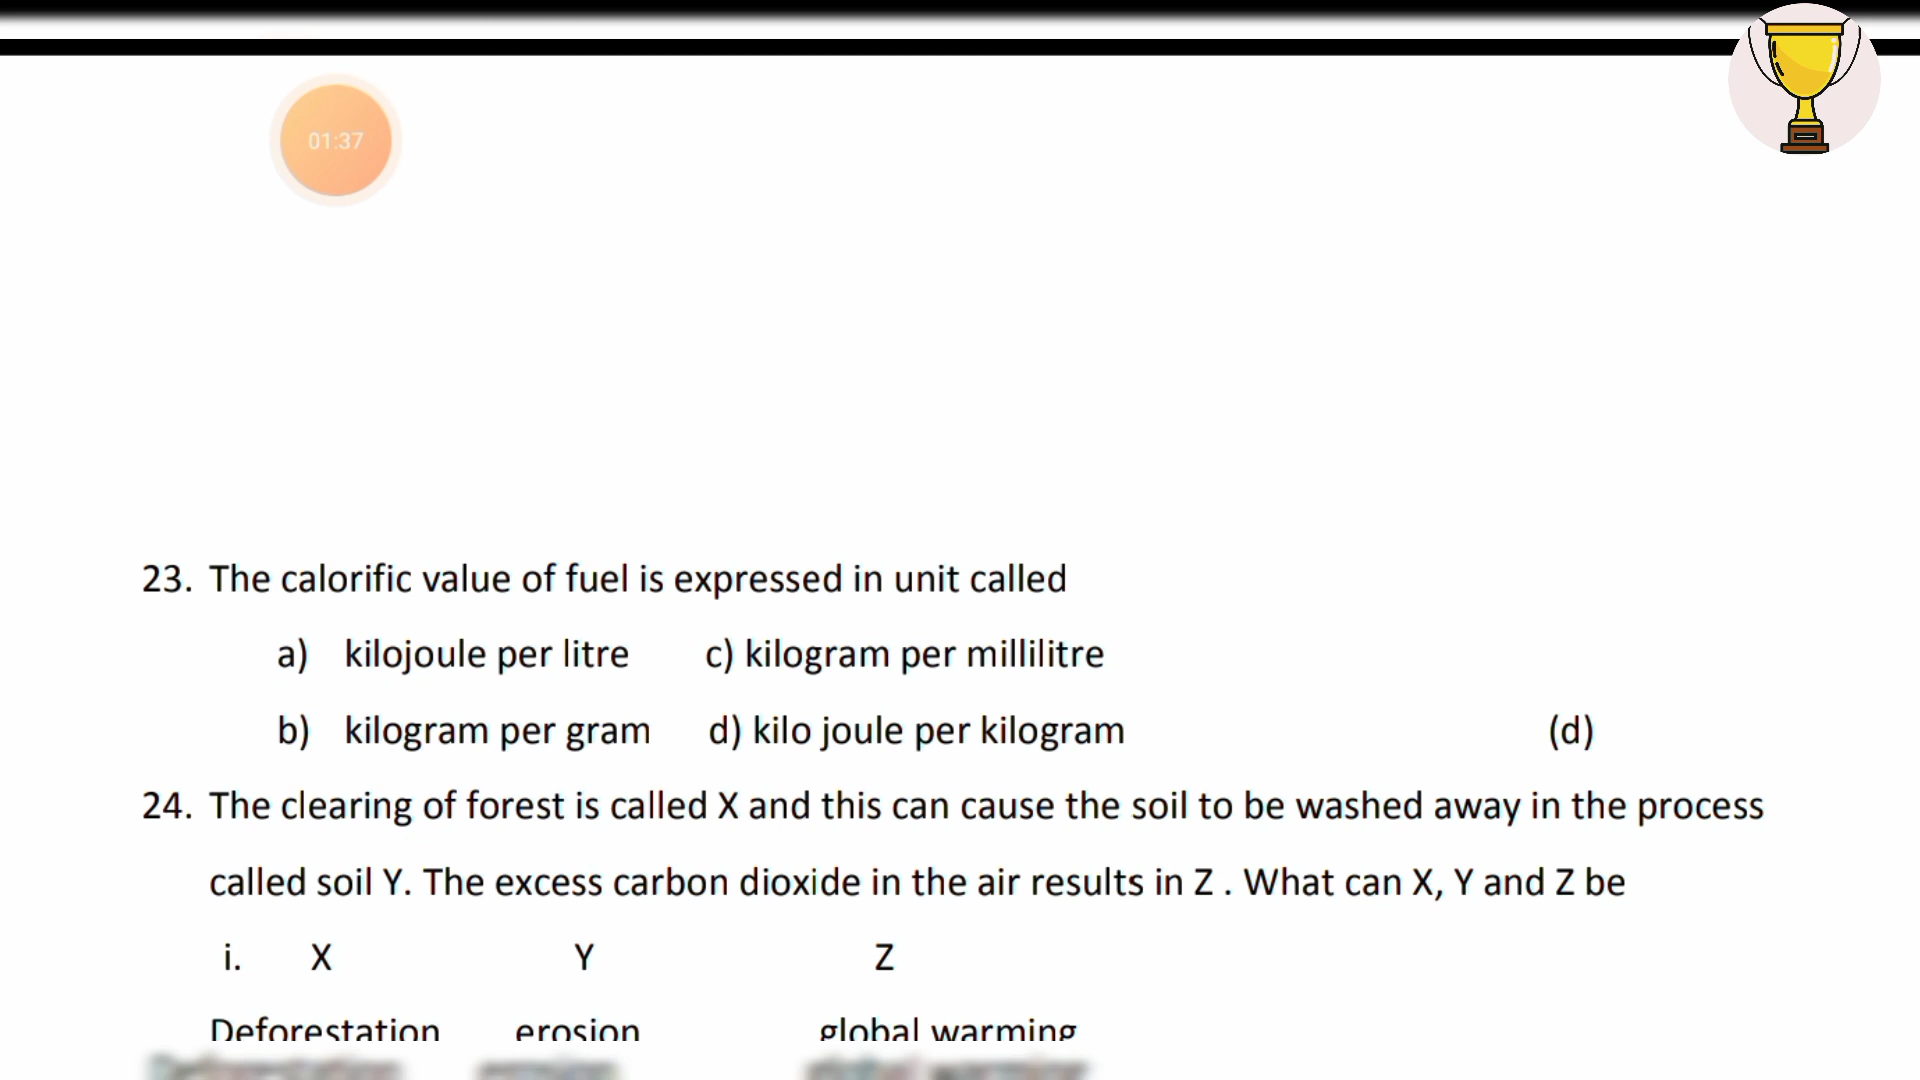 01:37
23. The calorific value of fuel is expressed in unit called
a) kilojoule per litre c) kilogram per millilitre
b) kilogram per gram d) kilo joule per kilogram (d)
24. The clearing of forest is called X and this can cause the soil to be washed away in the process
called soil Y. The excess carbon dioxide in the air results in Z . What can X, Y and Z be
i. X Y Z
Deforestation erosion global warming